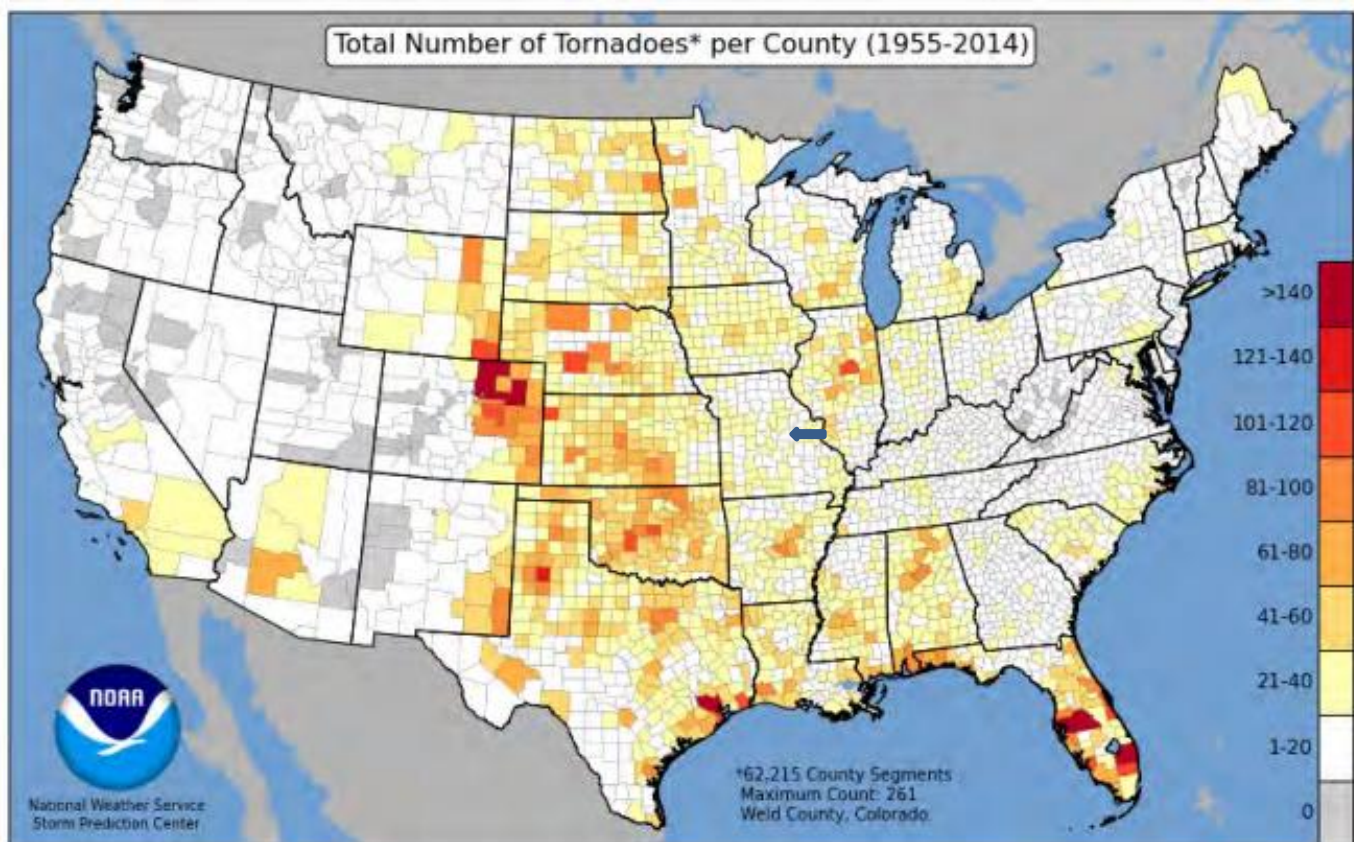 Total Number of Tornadoes* per County (1955-2014)
>140
121-140
101-120
81-100
61-80
41-60
21-40
1-20
0
*62,215 County Segments
Maximum Count: 261
Weld County, Colorado
NOAA
National Weather Service
Storm Prediction Center